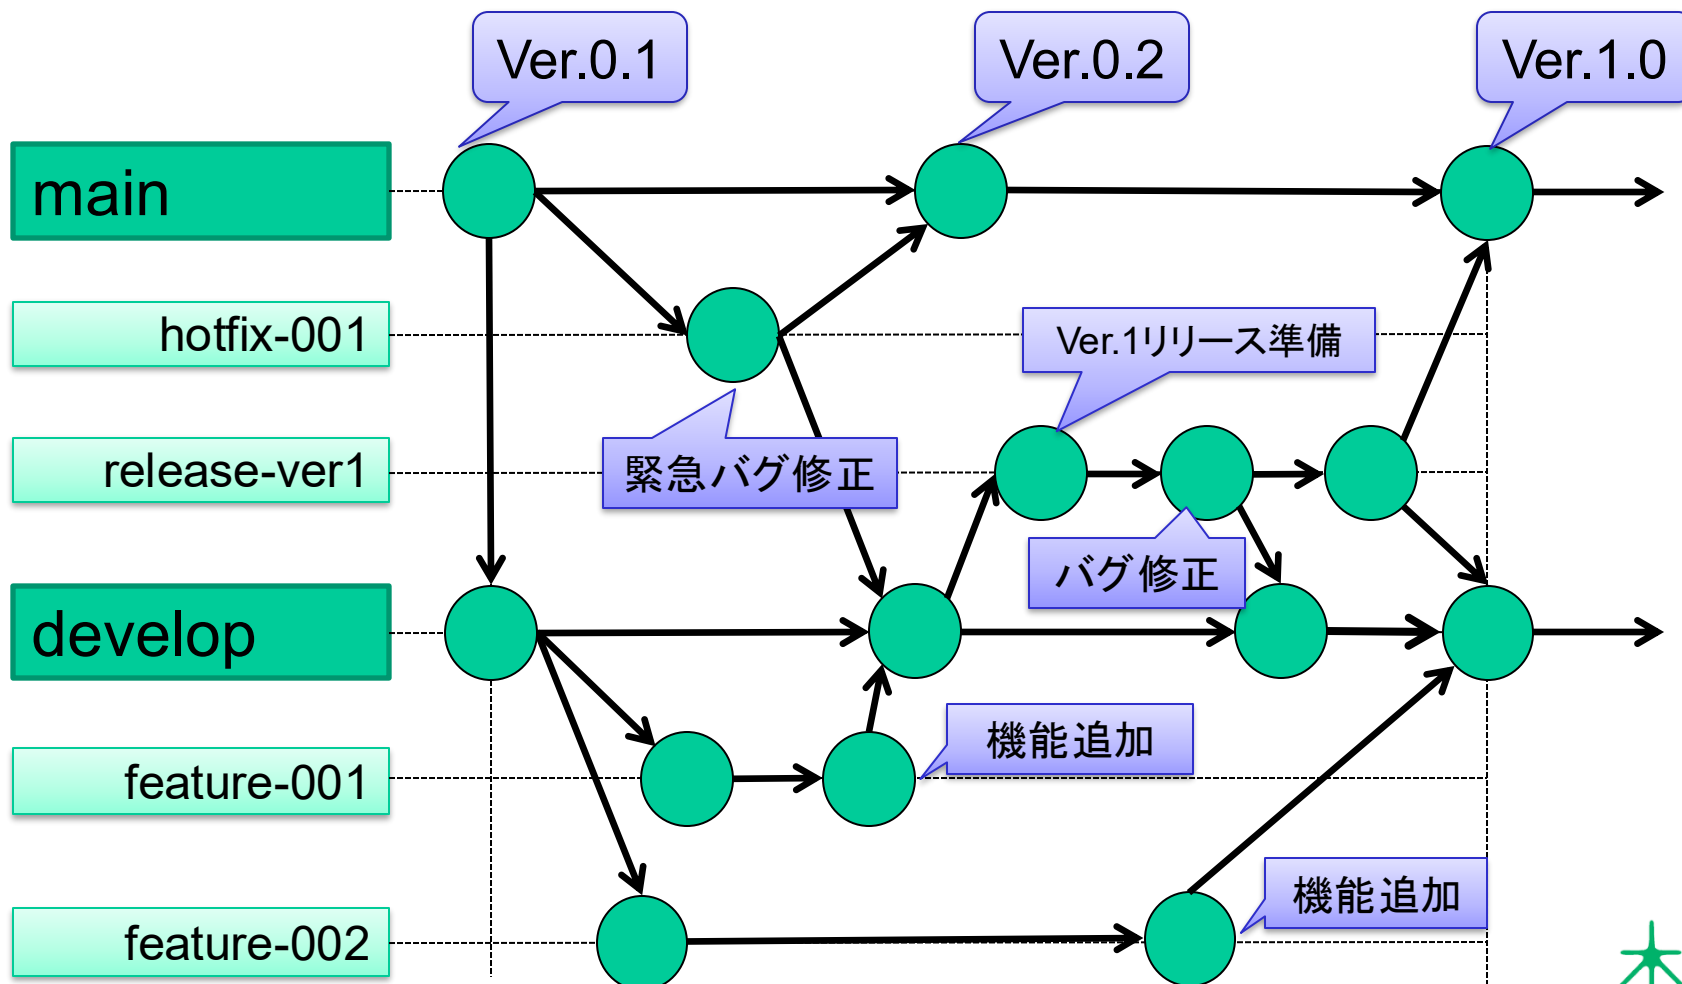 Ver.0.1
Ver.0.2
Ver.1.0
main
hotfix-001
Ver.1リリース準備
release-ver1
緊急バグ修正
バグ修正
develop
機能追加
feature-001
機能追加
feature-002